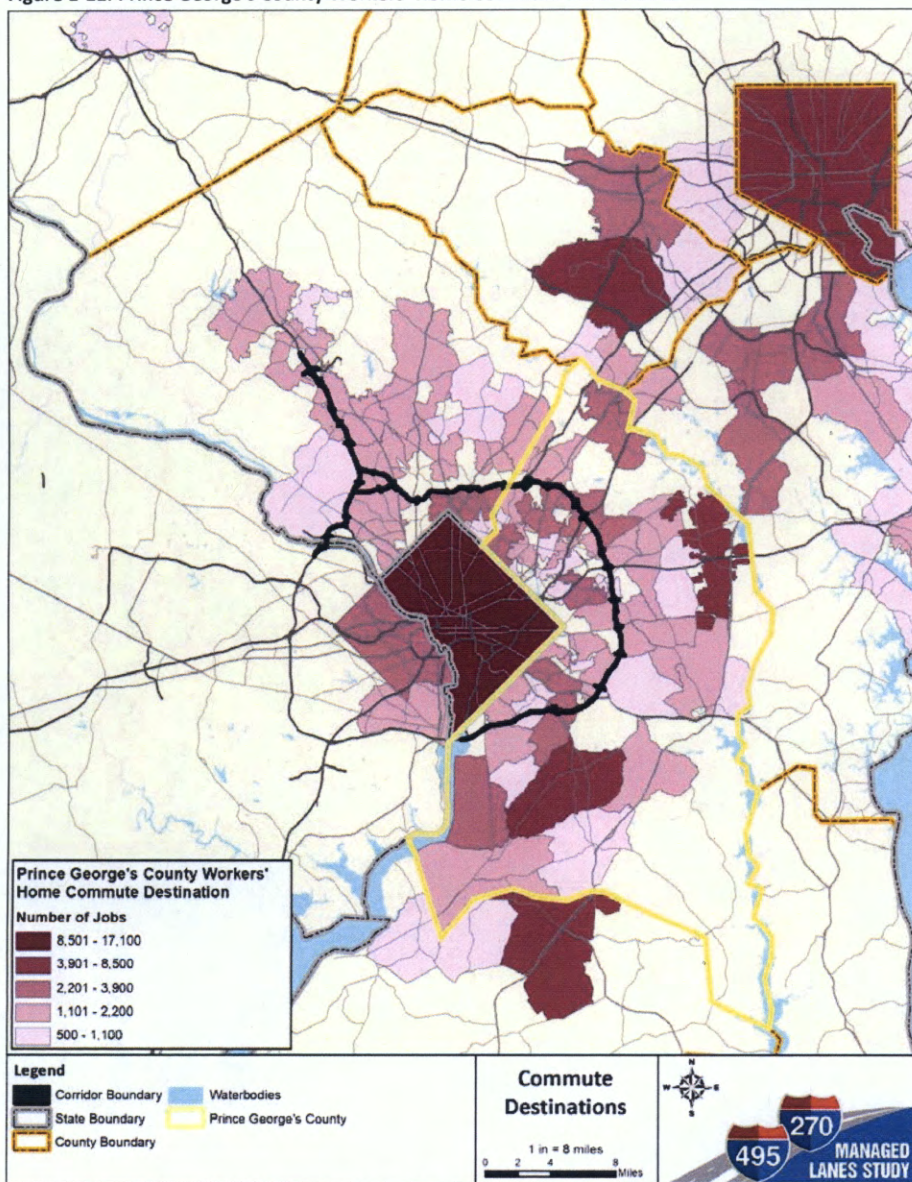 Prince George's County Workers'
Home Commute Destination
Number of Jobs
8,501 - 17,100
3,901 - 8,500
2,201 - 3,900
1,101 - 2,200
500 - 1,100
Legend
Corridor Boundary
State Boundary
County Boundary
Waterbodies
Prince George's County
Commute
Destinations
1 in = 8 miles
0 2 4 8
Miles
N
W E
S
495
270
MANAGED
LANES STUDY